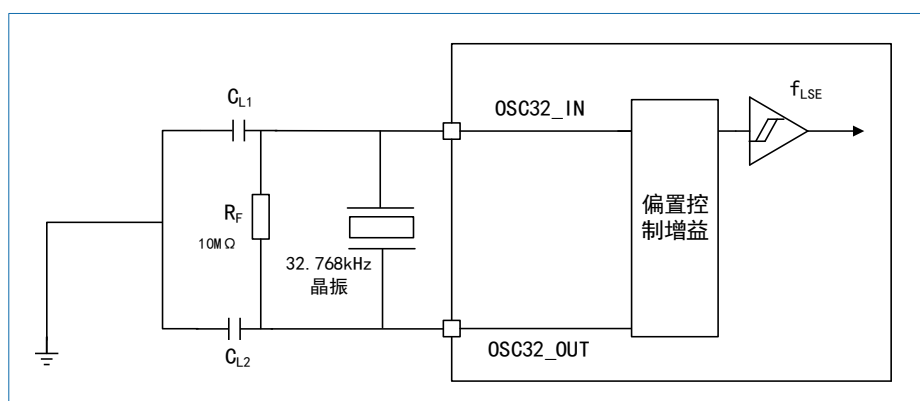 C_L1
OSC32_IN
f_LSE
R_F
10MΩ
偏置控
制增益
32.768kHz
晶振
C_L2
OSC32_OUT